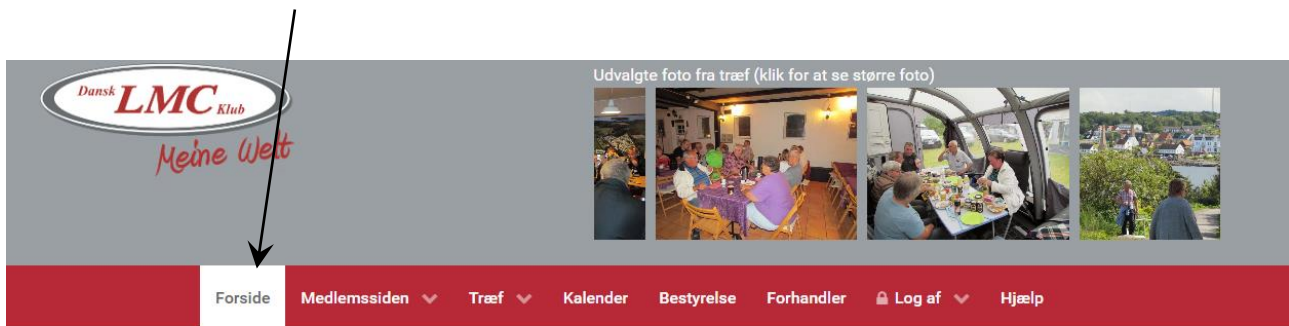 Udvalgte foto fra træf (klik for at se større foto)
Dansk LMC Klub
Meine Welt
Forside Medlemssiden Træf Kalender Bestyrelse Forhandler Log af Hjælp